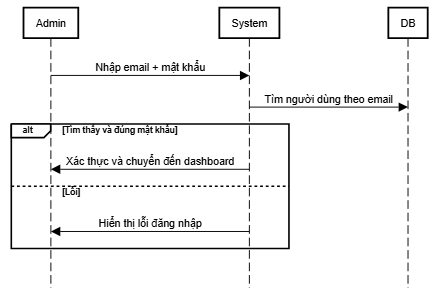 Admin
System
DB
Nhập email + mật khẩu
Tìm người dùng theo email
alt
[Tìm thấy và đúng mật khẩu]
Xác thực và chuyển đến dashboard
[Lỗi]
Hiển thị lỗi đăng nhập